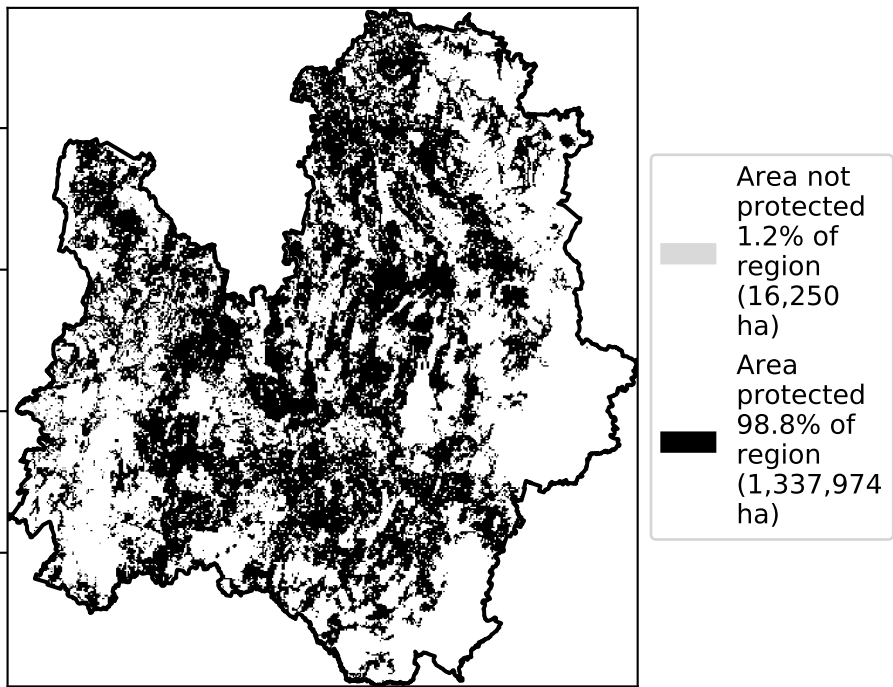 Area not
protected
1.2% of
region
(16,250
ha)
Area
protected
98.8% of
region
(1,337,974
ha)